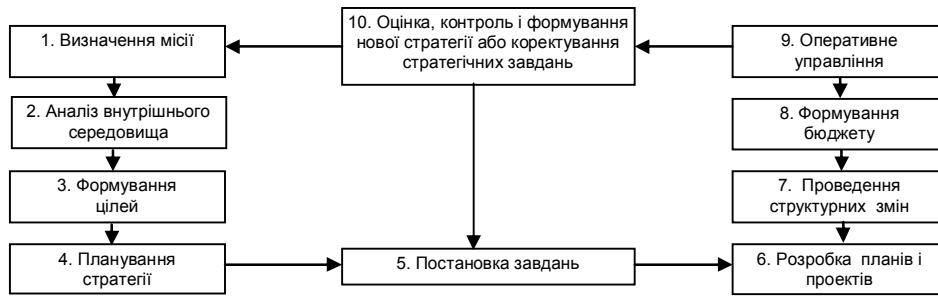 1. Визначення місії
2. Аналіз внутрішнього
середовища
3. Формування
цілей
4. Планування
стратегії
10. Оцінка, контроль і формування
нової стратегії або коректування
стратегічних завдань
5. Постановка завдань
9. Оперативне
управління
8. Формування
бюджету
7. Проведення
структурних змін
6. Розробка планів і
проектів